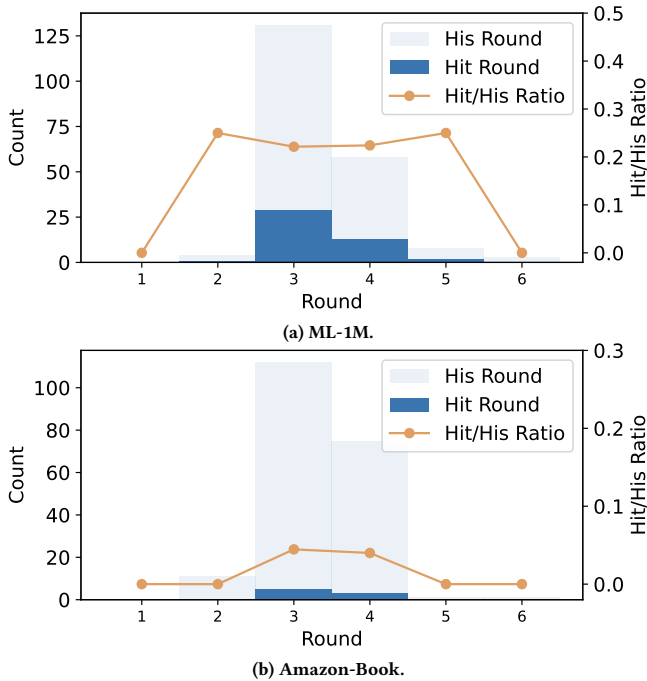 125
100
75
50
25
0
Count
0.5
0.4
0.3
0.2
0.1
0.0
Hit/His Ratio
His Round
Hit Round
Hit/His Ratio
1 2 3 4 5 6
Round
(a) ML-1M.
100
80
60
40
20
0
Count
0.3
0.2
0.1
0.0
Hit/His Ratio
His Round
Hit Round
Hit/His Ratio
1 2 3 4 5 6
Round
(b) Amazon-Book.